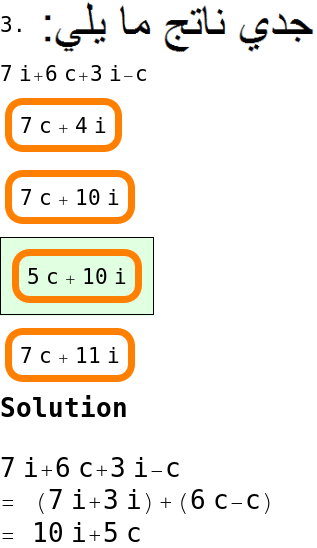 3. جدي ناتج ما يلي:
7 i+6 c+3 i−c
7 c + 4 i
7 c + 10 i
5 c + 10 i
7 c + 11 i
Solution
7 i+6 c+3 i−c
= (7 i+3 i)+(6 c−c)
= 10 i+5 c